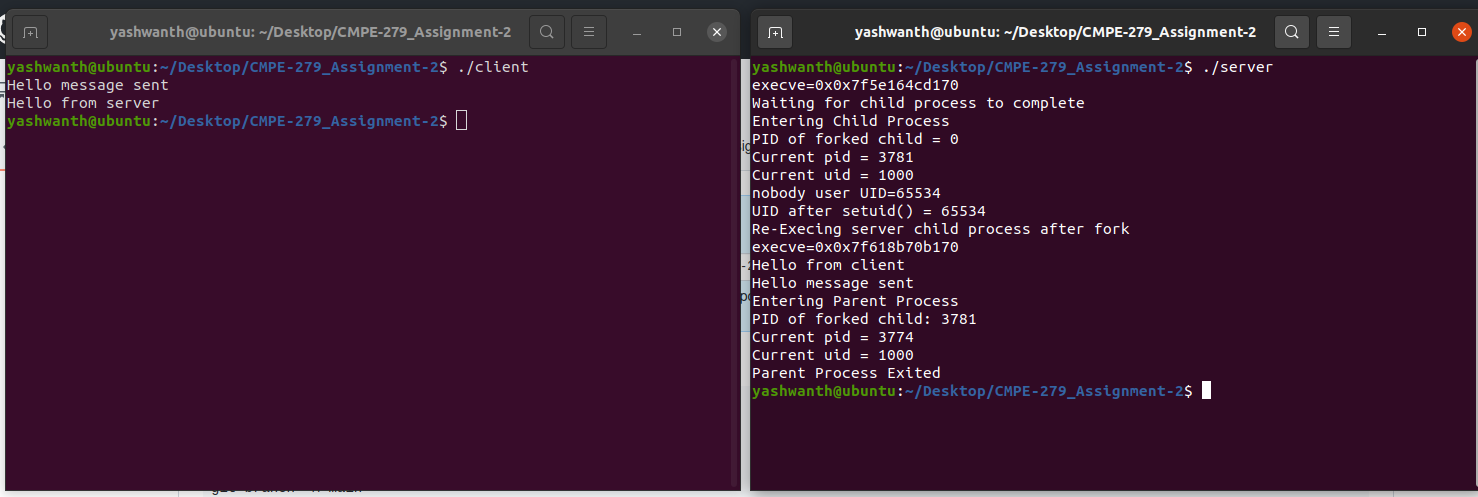 yashwanth@ubuntu: ~/Desktop/CMPE-279_Assignment-2
yashwanth@ubuntu:~/Desktop/CMPE-279_Assignment-2$ ./client
Hello message sent
Hello from server
yashwanth@ubuntu:~/Desktop/CMPE-279_Assignment-2$
yashwanth@ubuntu: ~/Desktop/CMPE-279_Assignment-2
yashwanth@ubuntu:~/Desktop/CMPE-279_Assignment-2$ ./server
execve=0x0x7f5e164cd170
Waiting for child process to complete
Entering Child Process
PID of forked child = 0
Current pid = 3781
Current uid = 1000
nobody user UID=65534
UID after setuid() = 65534
Re-Execing server child process after fork
execve=0x0x7f618b70b170
Hello from client
Hello message sent
Entering Parent Process
PID of forked child: 3781
Current pid = 3774
Current uid = 1000
Parent Process Exited
yashwanth@ubuntu:~/Desktop/CMPE-279_Assignment-2$